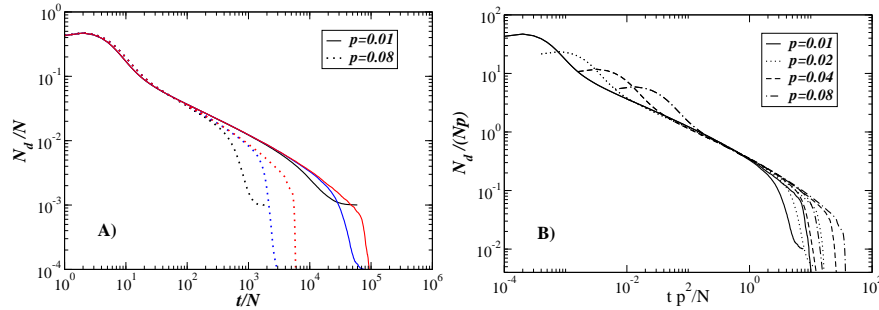 10^0
10^-1
10^-2
10^-3
10^-4
N_d/N
p=0.01
p=0.08
A)
10^0 10^1 10^2 10^3 10^4 10^5 10^6
t/N
10^2
10^1
10^0
10^-1
10^-2
N_d/(Np)
p=0.01
p=0.02
p=0.04
p=0.08
B)
10^-4 10^-2 10^0 10^2
t p^2/N